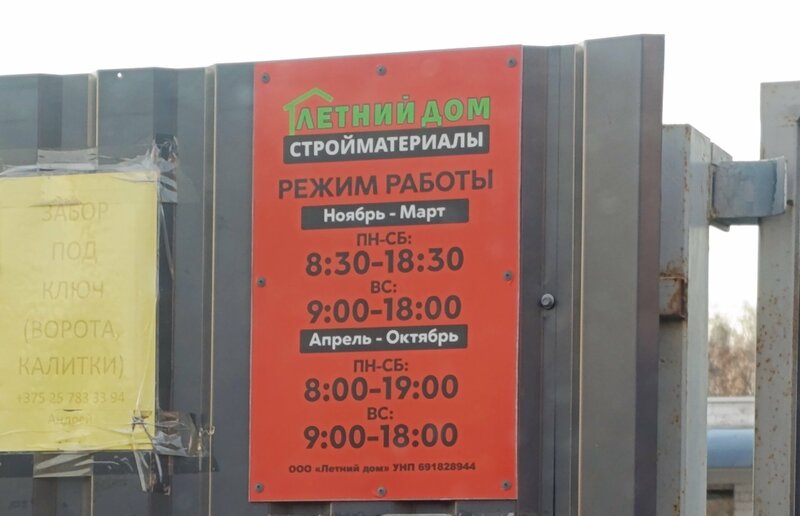 ЛЕТНИЙ ДОМ
СТРОЙМАТЕРИАЛЫ
РЕЖИМ РАБОТЫ
Ноябрь - Март
ПН-СБ:
8:30-18:30
ВС:
9:00-18:00
Апрель - Октябрь
ПН-СБ:
8:00-19:00
ВС:
9:00-18:00
ООО «Летний дом» УНП 691828944
ЗАБОР
ПОД
КЛЮЧ
(ВОРОТА,
КАЛИТКИ)
+375 25 783 33 94
Андрей